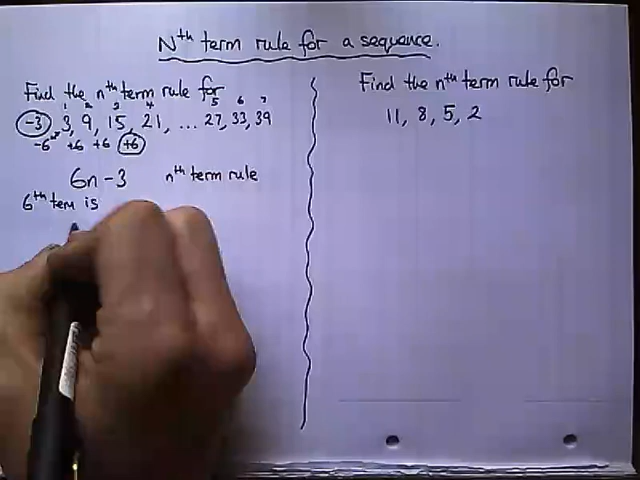 Nth term rule for a sequence.
Find the nth term rule for
1 2 3 4 5 6 7
-3 3, 9, 15, 21, ... 27, 33, 39
-6 +6 +6 +6
6n - 3 nth term rule
6th term is
Find the nth term rule for
11, 8, 5, 2